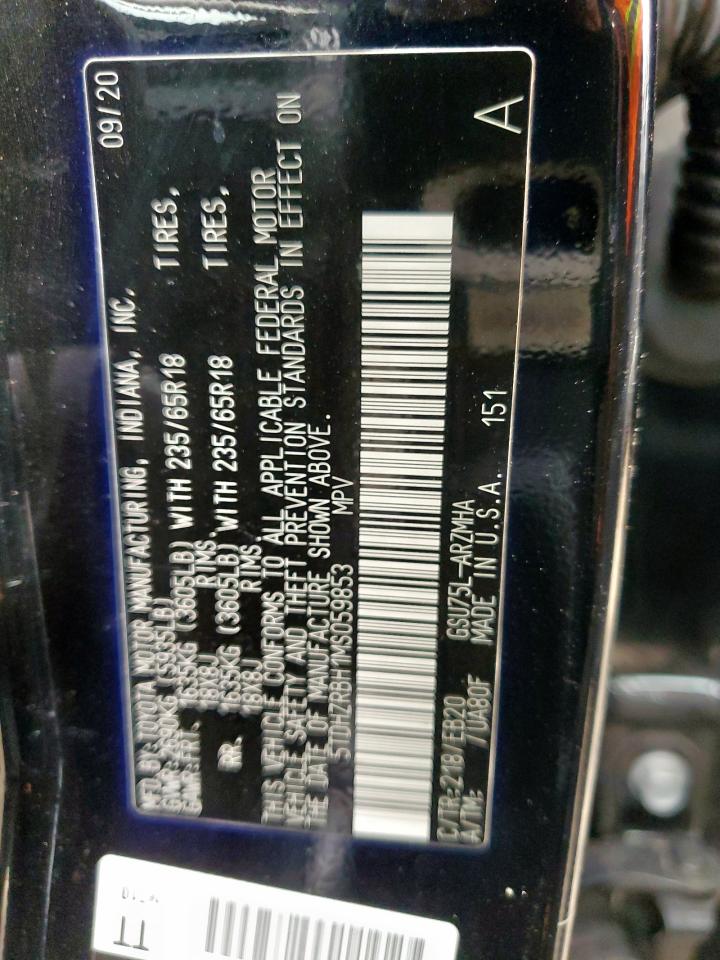 MFD BY: TOYOTA MOTOR MANUFACTURING, INDIANA, INC. 09/20
GVWR: (5935LB)
GAWR: FRT. 1635KG (3605LB) WITH 235/65R18 TIRES,
18X8J RIMS,
RR. 1635KG (3605LB) WITH 235/65R18 TIRES,
18X8J RIMS.
THIS VEHICLE CONFORMS TO ALL APPLICABLE FEDERAL MOTOR
VEHICLE SAFETY AND THEFT PREVENTION STANDARDS IN EFFECT ON
THE DATE OF MANUFACTURE SHOWN ABOVE.
5TDHZRBH1MS059853 MPV
C/TR: 218/EB20 GSU75L-ARZMHA
A/TM: /UA80F MADE IN U.S.A. 151 A
11